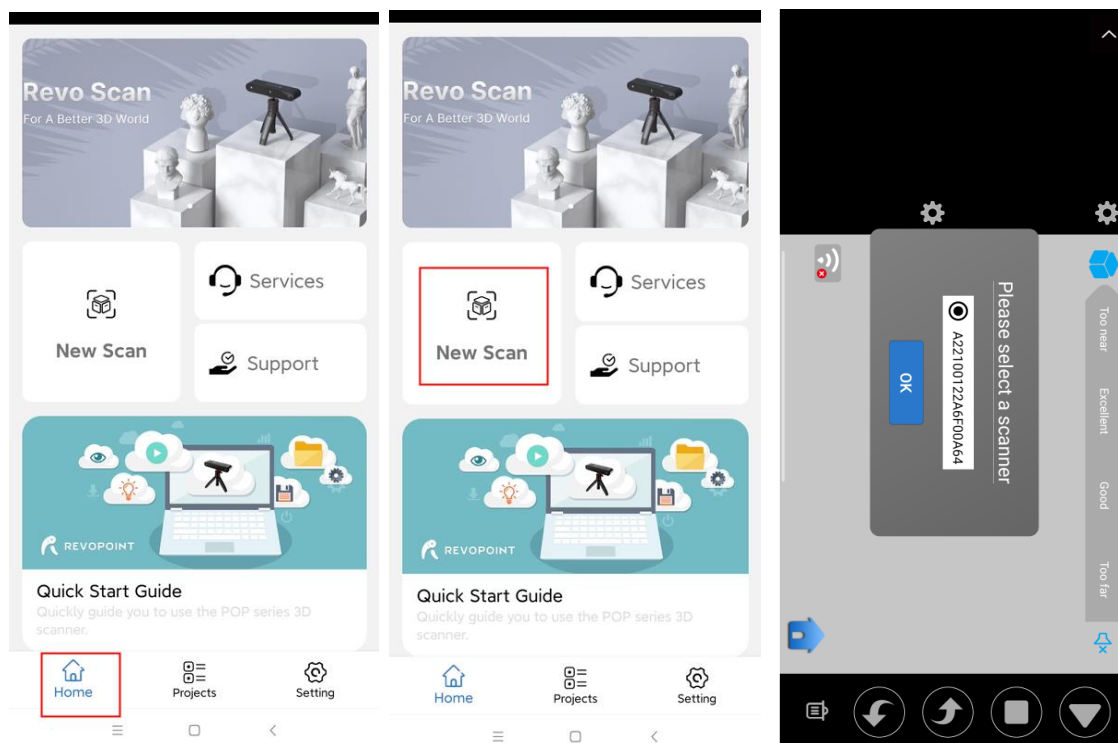 Revo Scan
For A Better 3D World
Services
New Scan
Support
REVOPOINT
Quick Start Guide
Quickly guide you to use the POP series 3D
scanner.
Home
Projects
Setting
Revo Scan
For A Better 3D World
Services
New Scan
Support
REVOPOINT
Quick Start Guide
Quickly guide you to use the POP series 3D
scanner.
Home
Projects
Setting
Please select a scanner
A22100122A6F00A64
OK
Too near
Excellent
Good
Too far